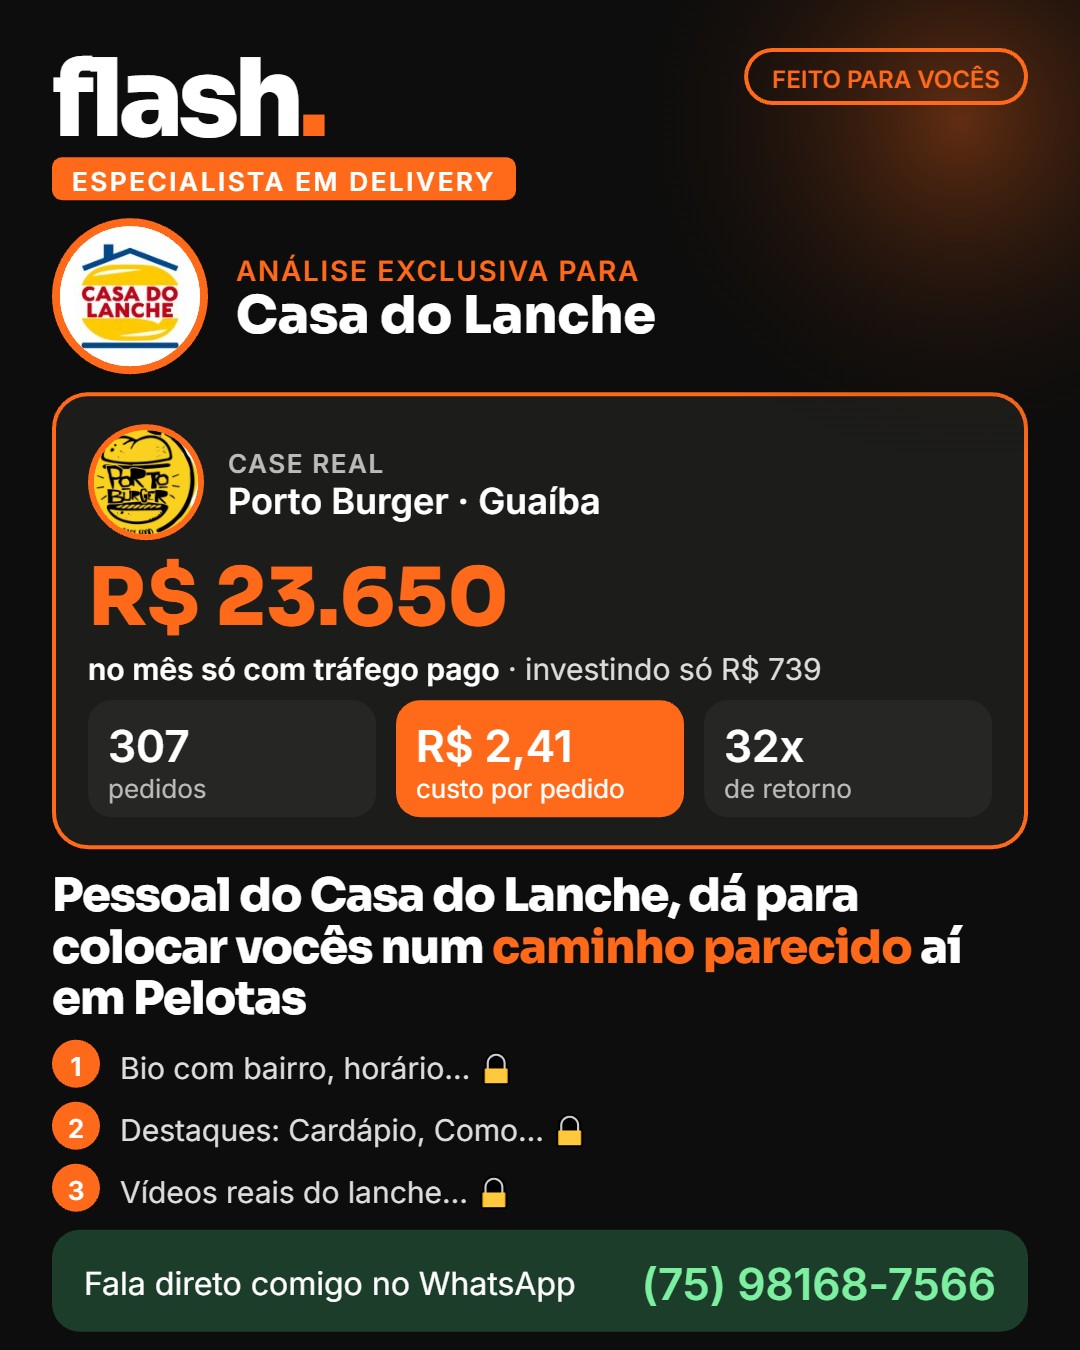 flash.
FEITO PARA VOCÊS
ESPECIALISTA EM DELIVERY
CASA DO
LANCHE
ANÁLISE EXCLUSIVA PARA
Casa do Lanche
PORTO
BURGER
CASE REAL
Porto Burger · Guaíba
R$ 23.650
no mês só com tráfego pago · investindo só R$ 739
307
pedidos
R$ 2,41
custo por pedido
32x
de retorno
Pessoal do Casa do Lanche, dá para
colocar vocês num caminho parecido aí
em Pelotas
1 Bio com bairro, horário...
2 Destaques: Cardápio, Como...
3 Vídeos reais do lanche...
Fala direto comigo no WhatsApp (75) 98168-7566